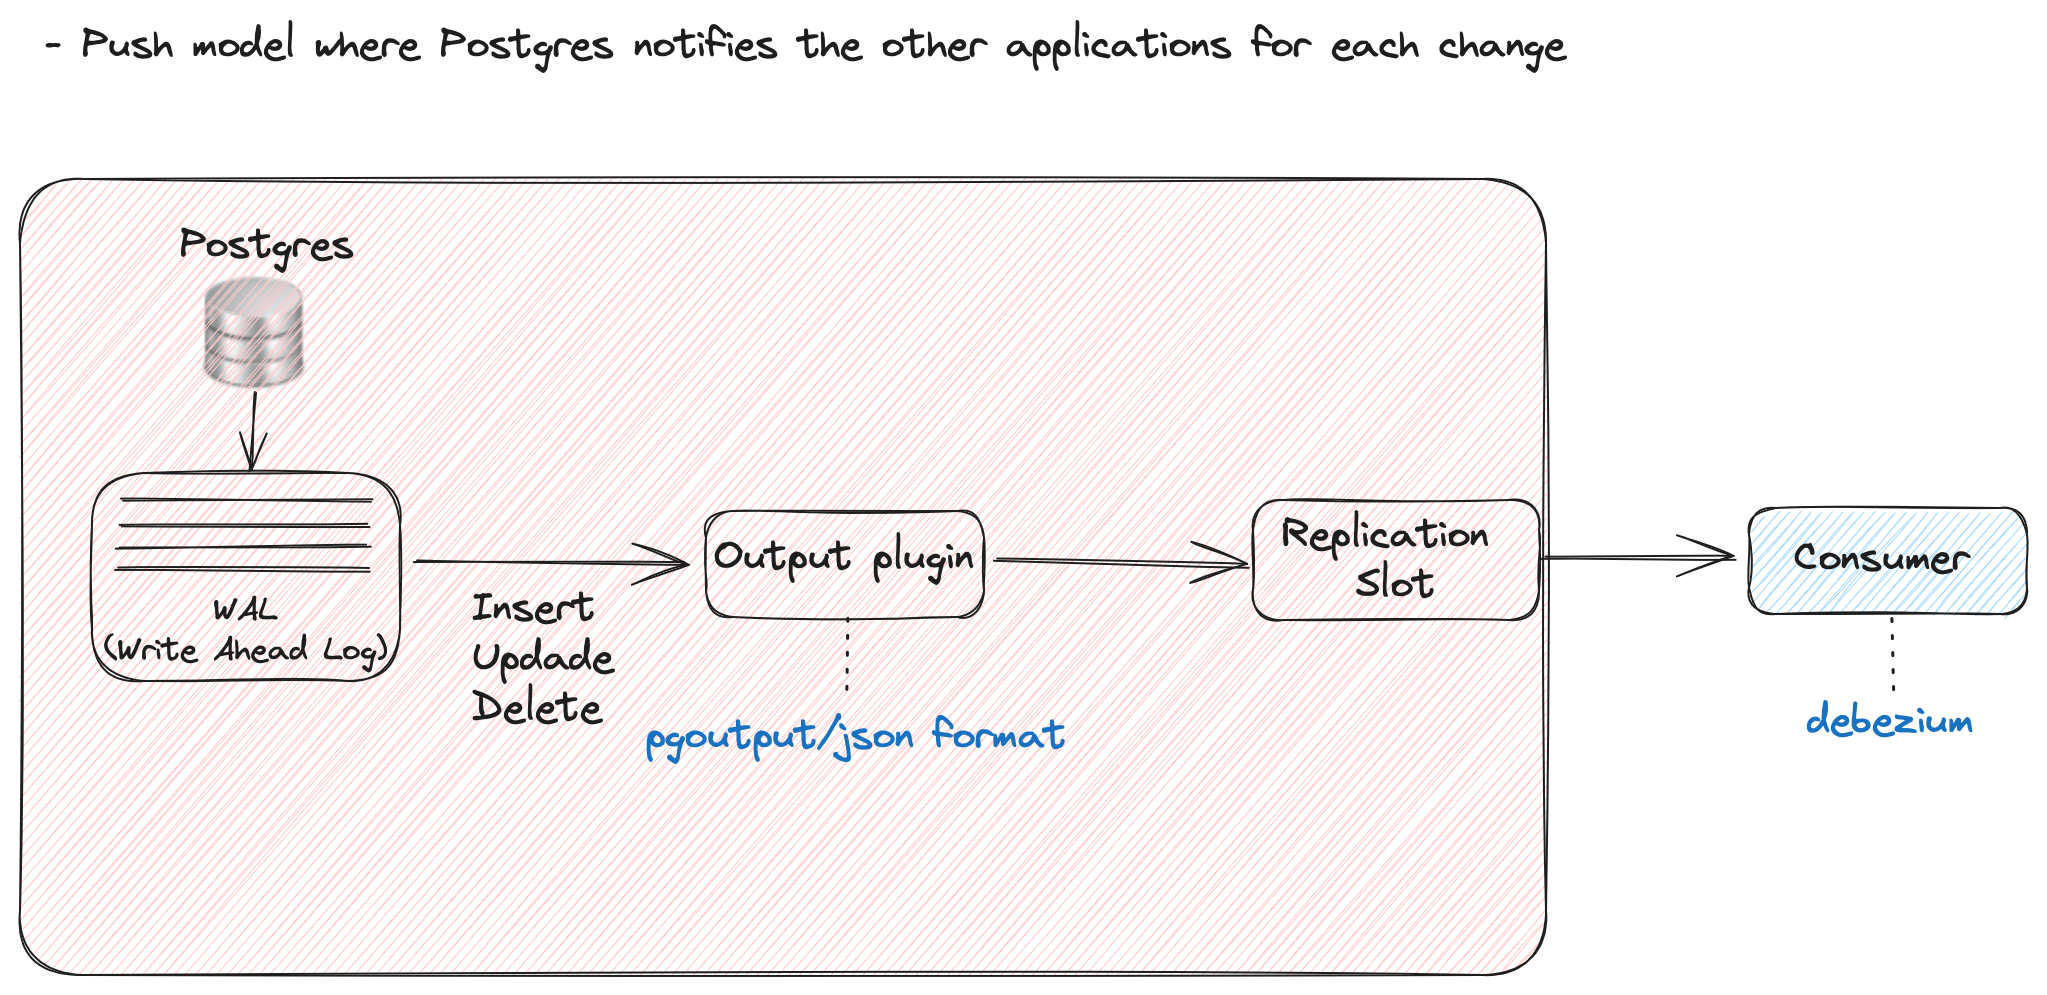 - Push model where Postgres notifies the other applications for each change
Postgres
WAL
(Write Ahead Log)
Insert
Updade
Delete
Output plugin
pgoutput/json format
Replication
Slot
Consumer
debezium